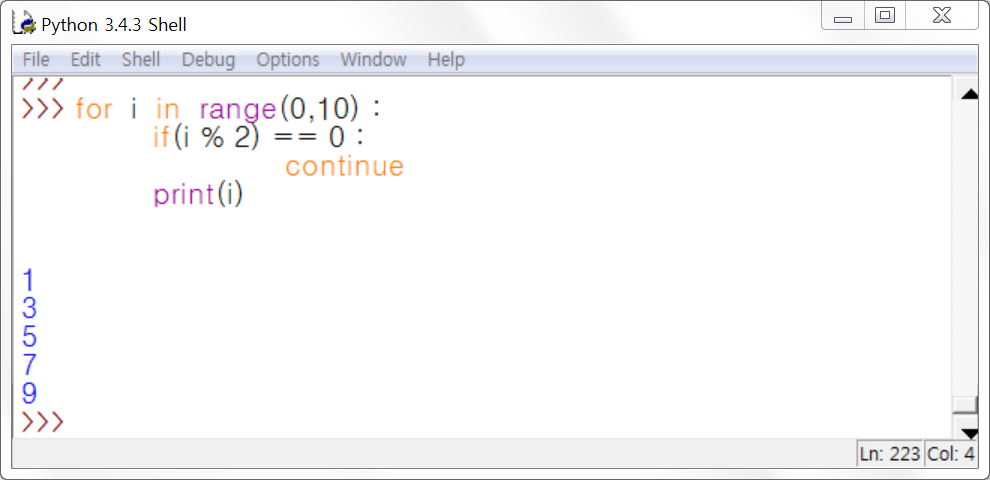 Python 3.4.3 Shell
File Edit Shell Debug Options Window Help
>>>
>>> for i in range(0,10) :
if(i % 2) == 0 :
continue
print(i)
1
3
5
7
9
>>>
Ln: 223 Col: 4